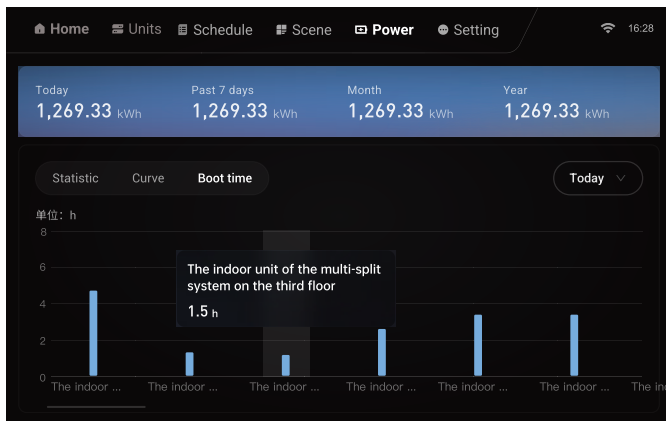 Home Units Schedule Scene Power Setting 16:28
Today Past 7 days Month Year
1,269.33 kWh 1,269.33 kWh 1,269.33 kWh 1,269.33 kWh
Statistic Curve Boot time Today
单位：h
8
6
The indoor unit of the multi-split
system on the third floor
1.5 h
4
2
0
The indoor ... The indoor ... The indoor ... The indoor ... The indoor ... The indoor ... The in